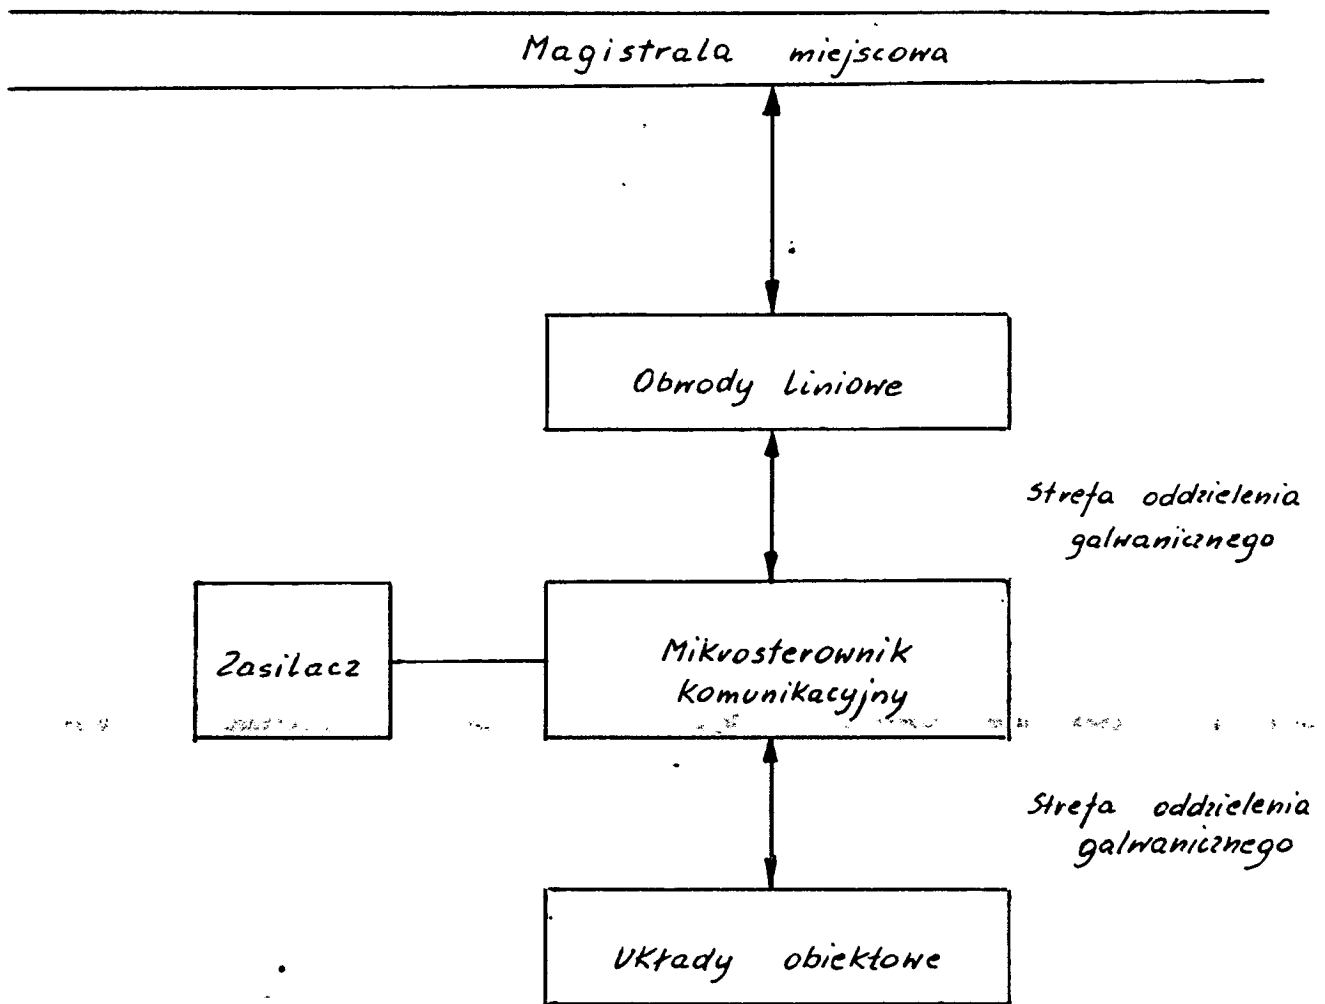 Magistrala miejscowa
Obwody liniowe
Strefa oddzielenia
galwanicznego
Zasilacz
Mikrosterownik
komunikacyjny
Strefa oddzielenia
galwanicznego
Układy obiektowe